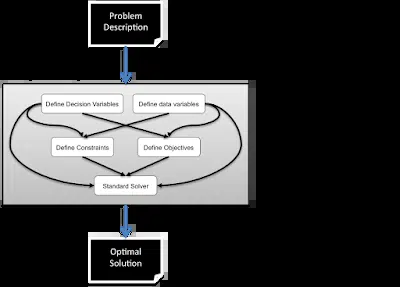 Problem
Description
Define Decision Variables
Define data variables
Define Constraints
Define Objectives
Standard Solver
Optimal
Solution